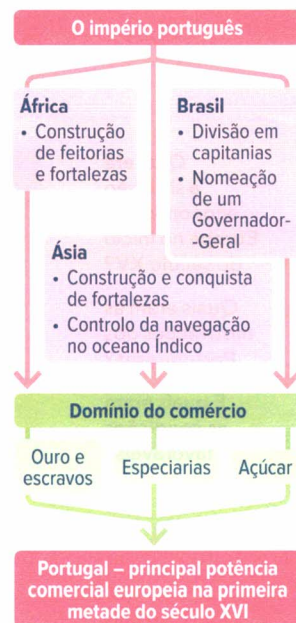 O império português
África
• Construção
de feitorias
e fortalezas
Brasil
• Divisão em
capitanias
• Nomeação
de um
Governador-
-Geral
Ásia
• Construção e conquista
de fortalezas
• Controlo da navegação
no oceano Índico
Domínio do comércio
Ouro e
escravos
Especiarias
Açúcar
Portugal – principal potência
comercial europeia na primeira
metade do século XVI